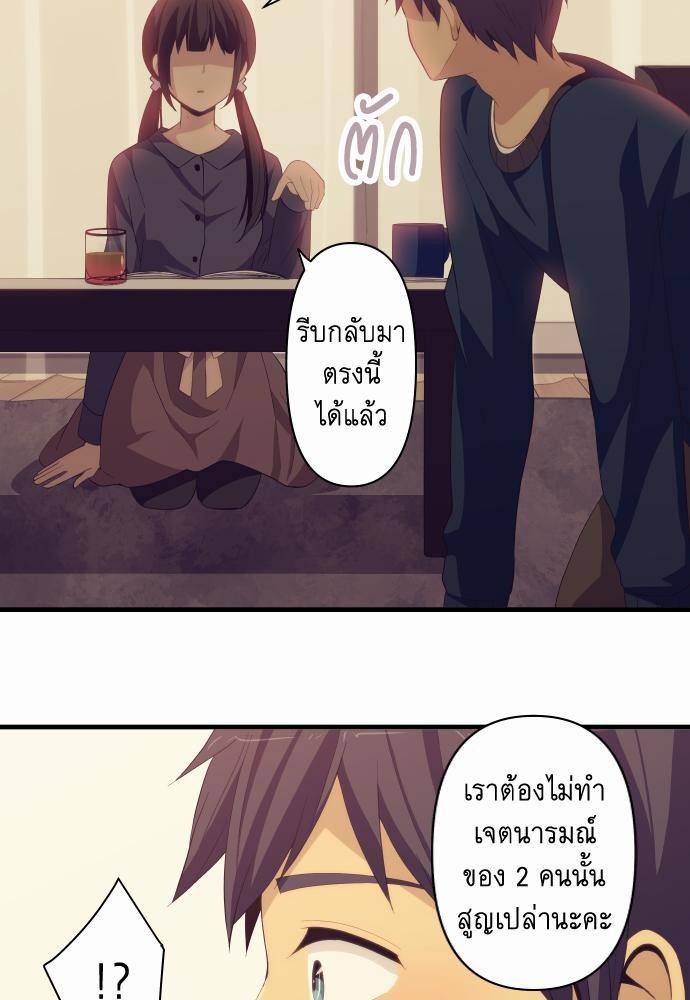 ตัก
รีบกลับมา
ตรงนี้
ได้แล้ว
เราต้องไม่ทำ
เจตนารมณ์
ของ 2 คนนั้น
สูญเปล่านะคะ
!?